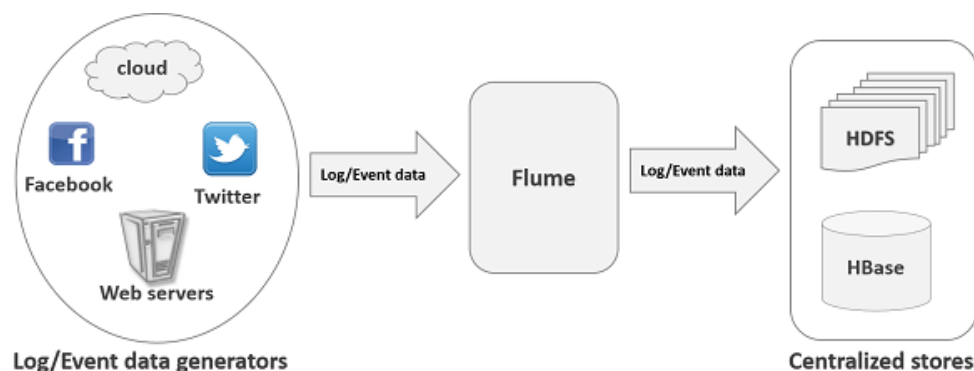 cloud
Facebook
Twitter
Web servers
Log/Event data generators
Log/Event data
Flume
Log/Event data
HDFS
HBase
Centralized stores